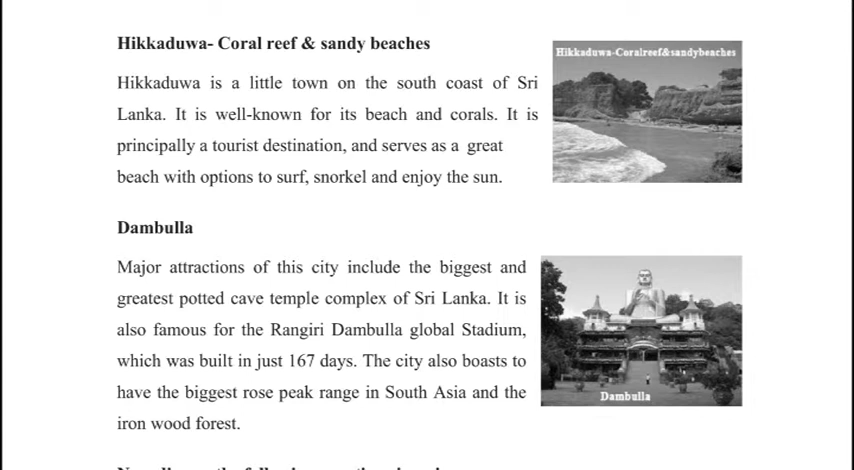 Hikkaduwa- Coral reef & sandy beaches
Hikkaduwa-Coralreef&sandybeaches
Hikkaduwa is a little town on the south coast of Sri
Lanka. It is well-known for its beach and corals. It is
principally a tourist destination, and serves as a great
beach with options to surf, snorkel and enjoy the sun.
Dambulla
Major attractions of this city include the biggest and
greatest potted cave temple complex of Sri Lanka. It is
also famous for the Rangiri Dambulla global Stadium,
which was built in just 167 days. The city also boasts to
have the biggest rose peak range in South Asia and the
iron wood forest.
Dambulla